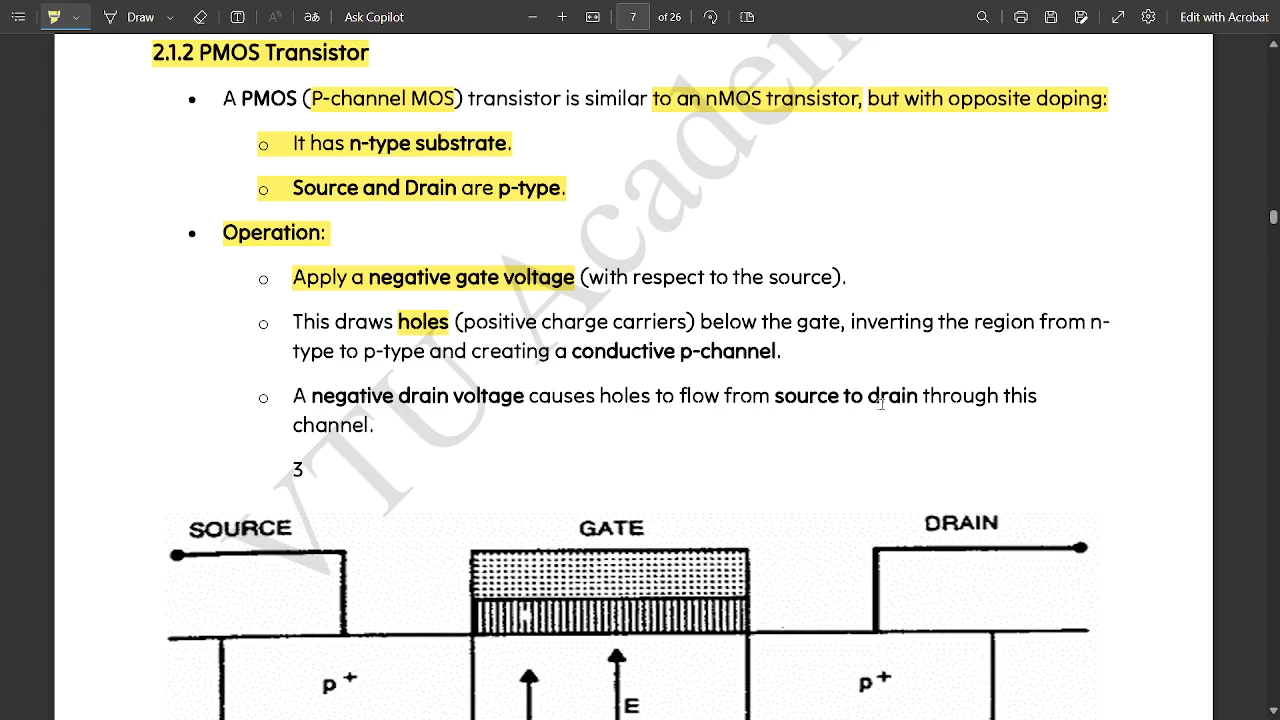 Draw
Ask Copilot
7
of 26
Edit with Acrobat
2.1.2 PMOS Transistor
• A PMOS (P-channel MOS) transistor is similar to an nMOS transistor, but with opposite doping:
o It has n-type substrate.
o Source and Drain are p-type.
• Operation:
o Apply a negative gate voltage (with respect to the source).
o This draws holes (positive charge carriers) below the gate, inverting the region from n-
type to p-type and creating a conductive p-channel.
o A negative drain voltage causes holes to flow from source to drain through this
channel.
3
SOURCE
GATE
DRAIN
p+
p+
E
VTU Academ